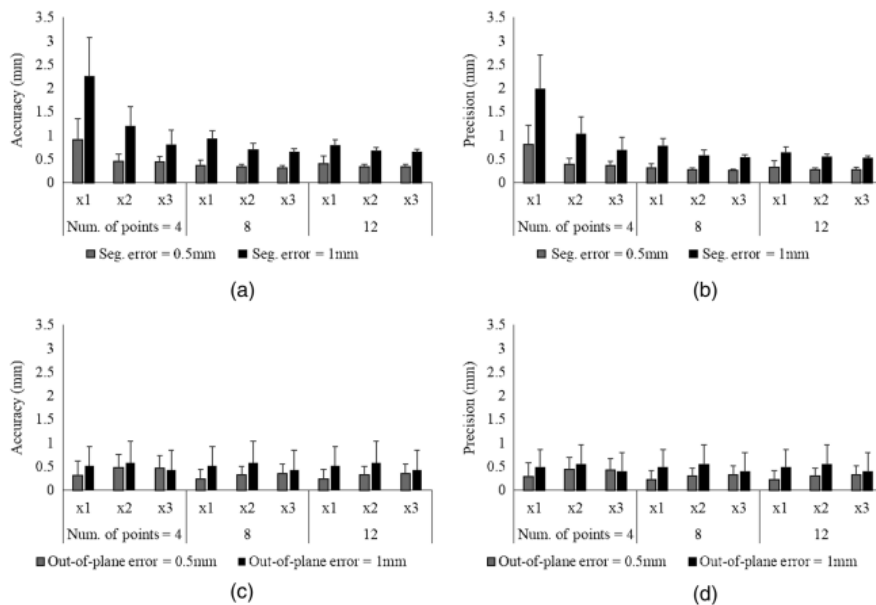 3.5
3
2.5
2
1.5
1
0.5
0
Accuracy (mm)
x1 x2 x3 x1 x2 x3 x1 x2 x3
Num. of points = 4 8 12
Seg. error = 0.5mm Seg. error = 1mm
(a)
3.5
3
2.5
2
1.5
1
0.5
0
Precision (mm)
x1 x2 x3 x1 x2 x3 x1 x2 x3
Num. of points = 4 8 12
Seg. error = 0.5mm Seg. error = 1mm
(b)
3.5
3
2.5
2
1.5
1
0.5
0
Accuracy (mm)
x1 x2 x3 x1 x2 x3 x1 x2 x3
Num. of points = 4 8 12
Out-of-plane error = 0.5mm Out-of-plane error = 1mm
(c)
3.5
3
2.5
2
1.5
1
0.5
0
Precision (mm)
x1 x2 x3 x1 x2 x3 x1 x2 x3
Num. of points = 4 8 12
Out-of-plane error = 0.5mm Out-of-plane error = 1mm
(d)